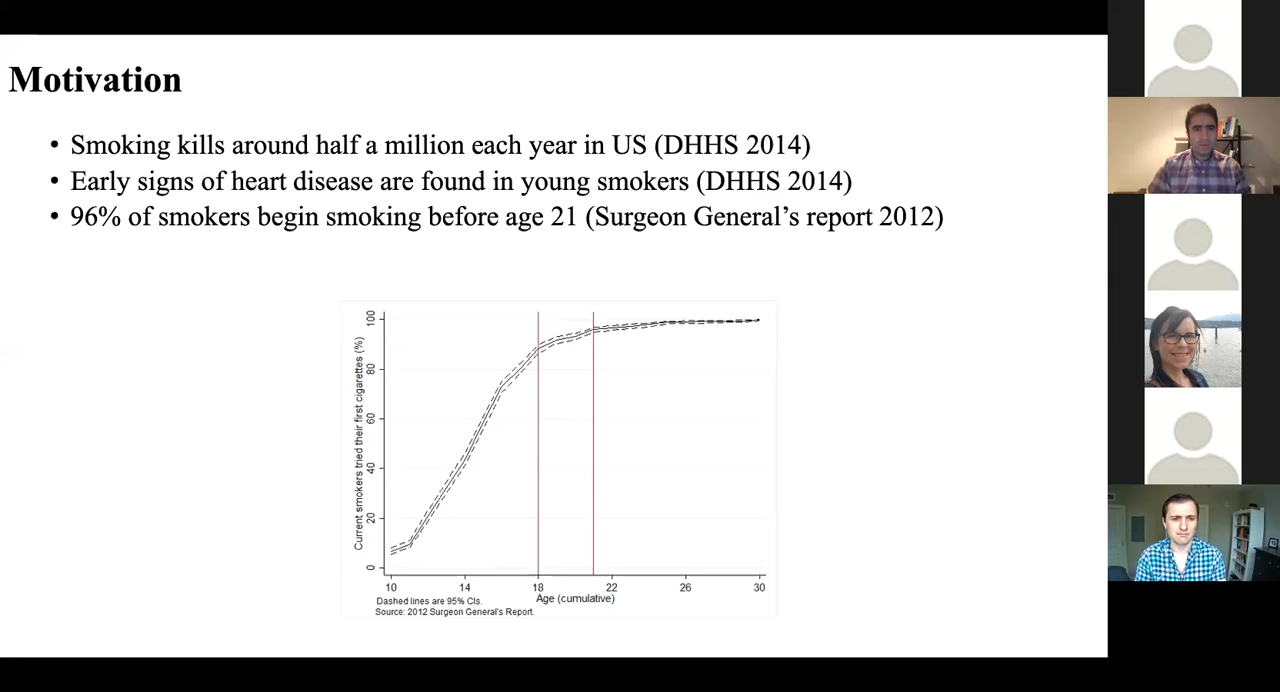 Motivation
• Smoking kills around half a million each year in US (DHHS 2014)
• Early signs of heart disease are found in young smokers (DHHS 2014)
• 96% of smokers begin smoking before age 21 (Surgeon General’s report 2012)
Current smokers tried their first cigarettes (%)
100
80
60
40
20
0
10 14 18 22 26 30
Age (cumulative)
Dashed lines are 95% CIs.
Source: 2012 Surgeon General's Report.